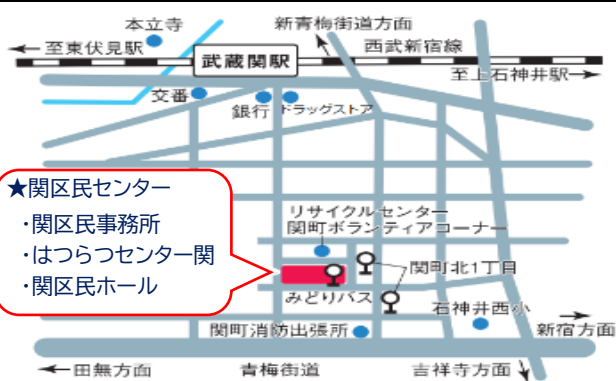 本立寺
新青梅街道方面
←至東伏見駅
武蔵関駅
西武新宿線
至上石神井駅→
交番
銀行
ドラッグストア
★関区民センター
・関区民事務所
・はつらつセンター関
・関区民ホール
リサイクルセンター
関町ボランティアコーナー
関町北1丁目
みどりバス
石神井西小
関町消防出張所
新宿方面
←田無方面
青梅街道
吉祥寺方面